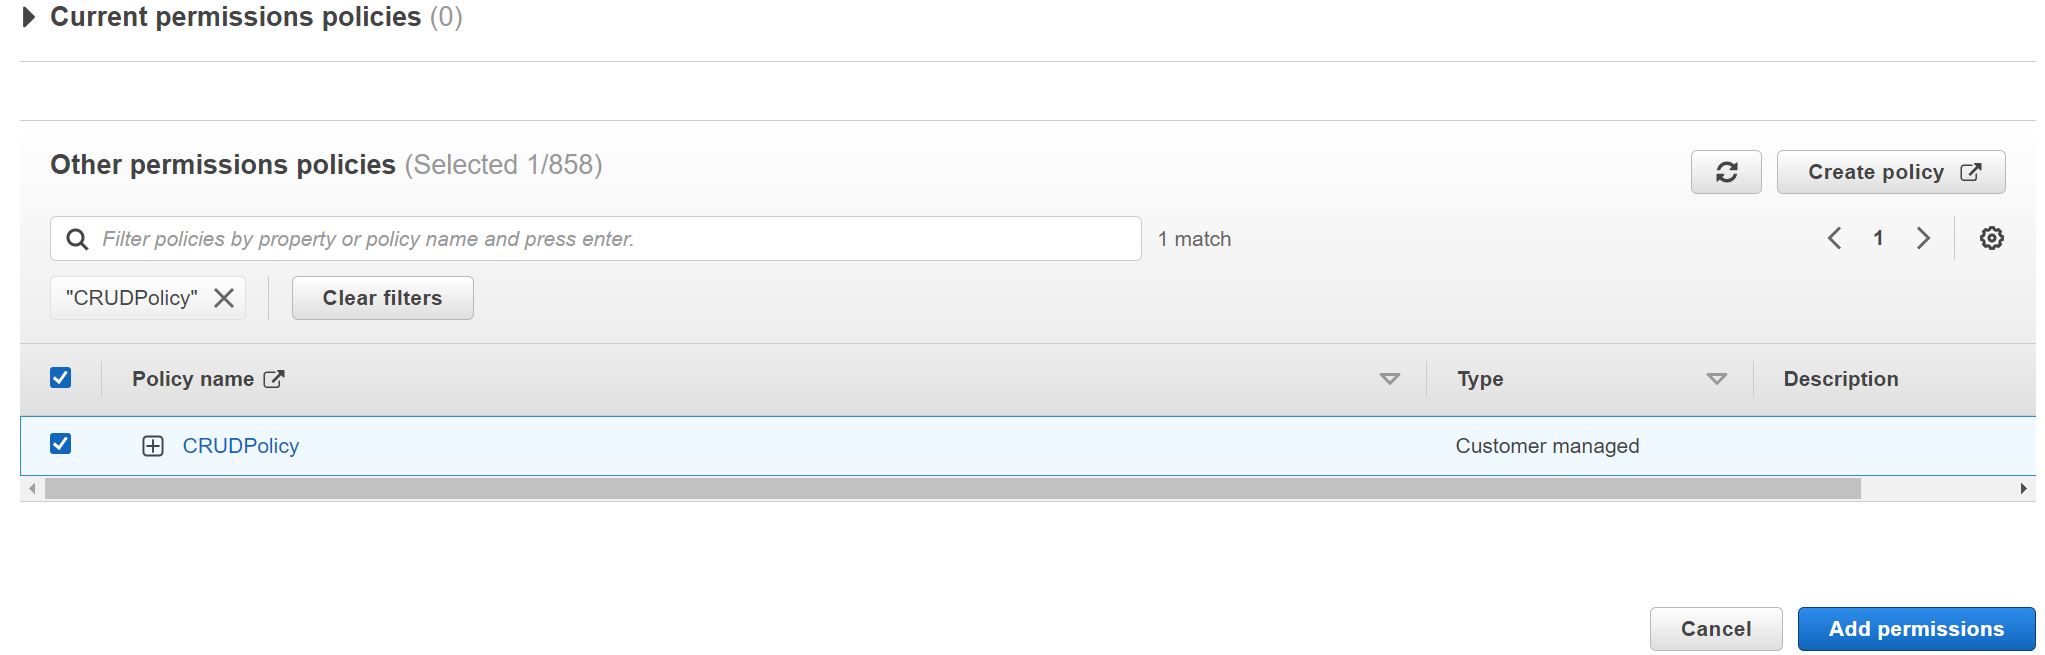 Current permissions policies (0)
Other permissions policies (Selected 1/858)
Create policy
Filter policies by property or policy name and press enter.
1 match
1
"CRUDPolicy"
Clear filters
Policy name
Type
Description
CRUDPolicy
Customer managed
Cancel
Add permissions